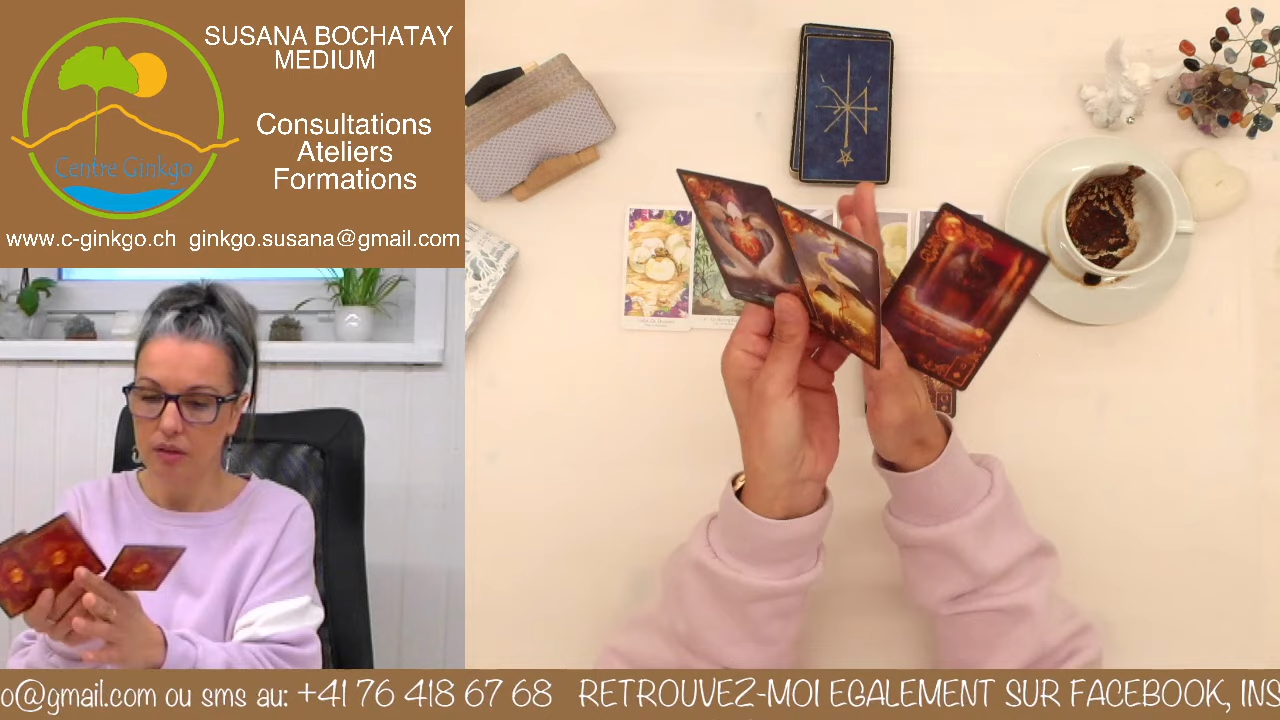 SUSANA BOCHATAY
MEDIUM
Consultations
Ateliers
Formations
Centre Ginkgo
www.c-ginkgo.ch ginkgo.susana@gmail.com
o@gmail.com ou sms au: +41 76 418 67 68 RETROUVEZ-MOI EGALEMENT SUR FACEBOOK, INS